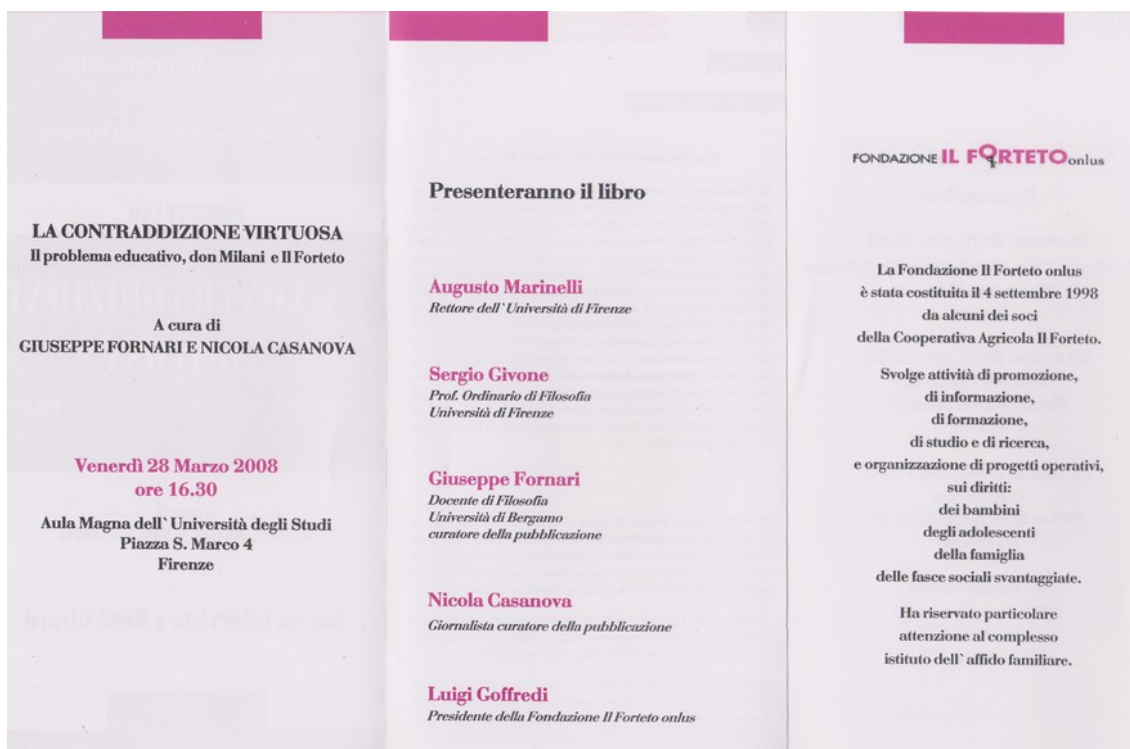 LA CONTRADDIZIONE VIRTUOSA
Il problema educativo, don Milani e Il Forteto
A cura di
GIUSEPPE FORNARI E NICOLA CASANOVA
Venerdì 28 Marzo 2008
ore 16.30
Aula Magna dell`Università degli Studi
Piazza S. Marco 4
Firenze
Presenteranno il libro
Augusto Marinelli
Rettore dell`Università di Firenze
Sergio Givone
Prof. Ordinario di Filosofia
Università di Firenze
Giuseppe Fornari
Docente di Filosofia
Università di Bergamo
curatore della pubblicazione
Nicola Casanova
Giornalista curatore della pubblicazione
Luigi Goffredi
Presidente della Fondazione Il Forteto onlus
FONDAZIONE IL FORTETO onlus
La Fondazione Il Forteto onlus
è stata costituita il 4 settembre 1998
da alcuni dei soci
della Cooperativa Agricola Il Forteto.
Svolge attività di promozione,
di informazione,
di formazione,
di studio e di ricerca,
e organizzazione di progetti operativi,
sui diritti:
dei bambini
degli adolescenti
della famiglia
delle fasce sociali svantaggiate.
Ha riservato particolare
attenzione al complesso
istituto dell`affido familiare.